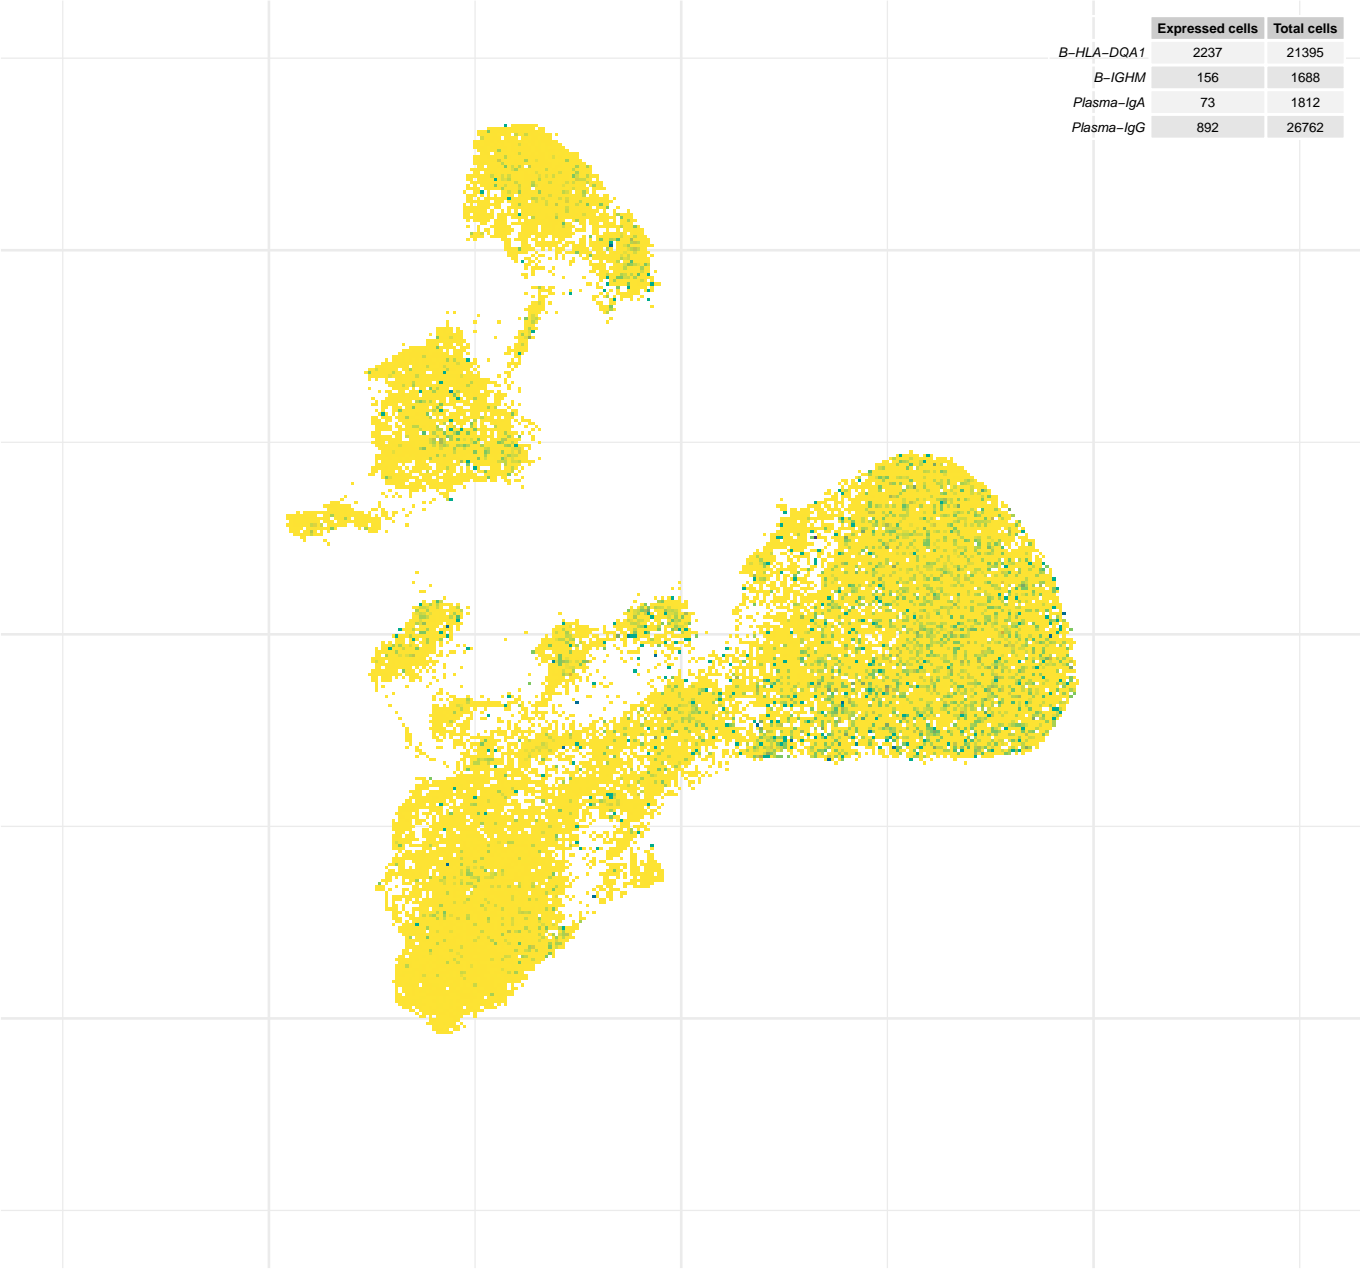 Expressed cells Total cells
B−HLA−DQA1 2237 21395
B−IGHM 156 1688
Plasma−IgA 73 1812
Plasma−IgG 892 26762